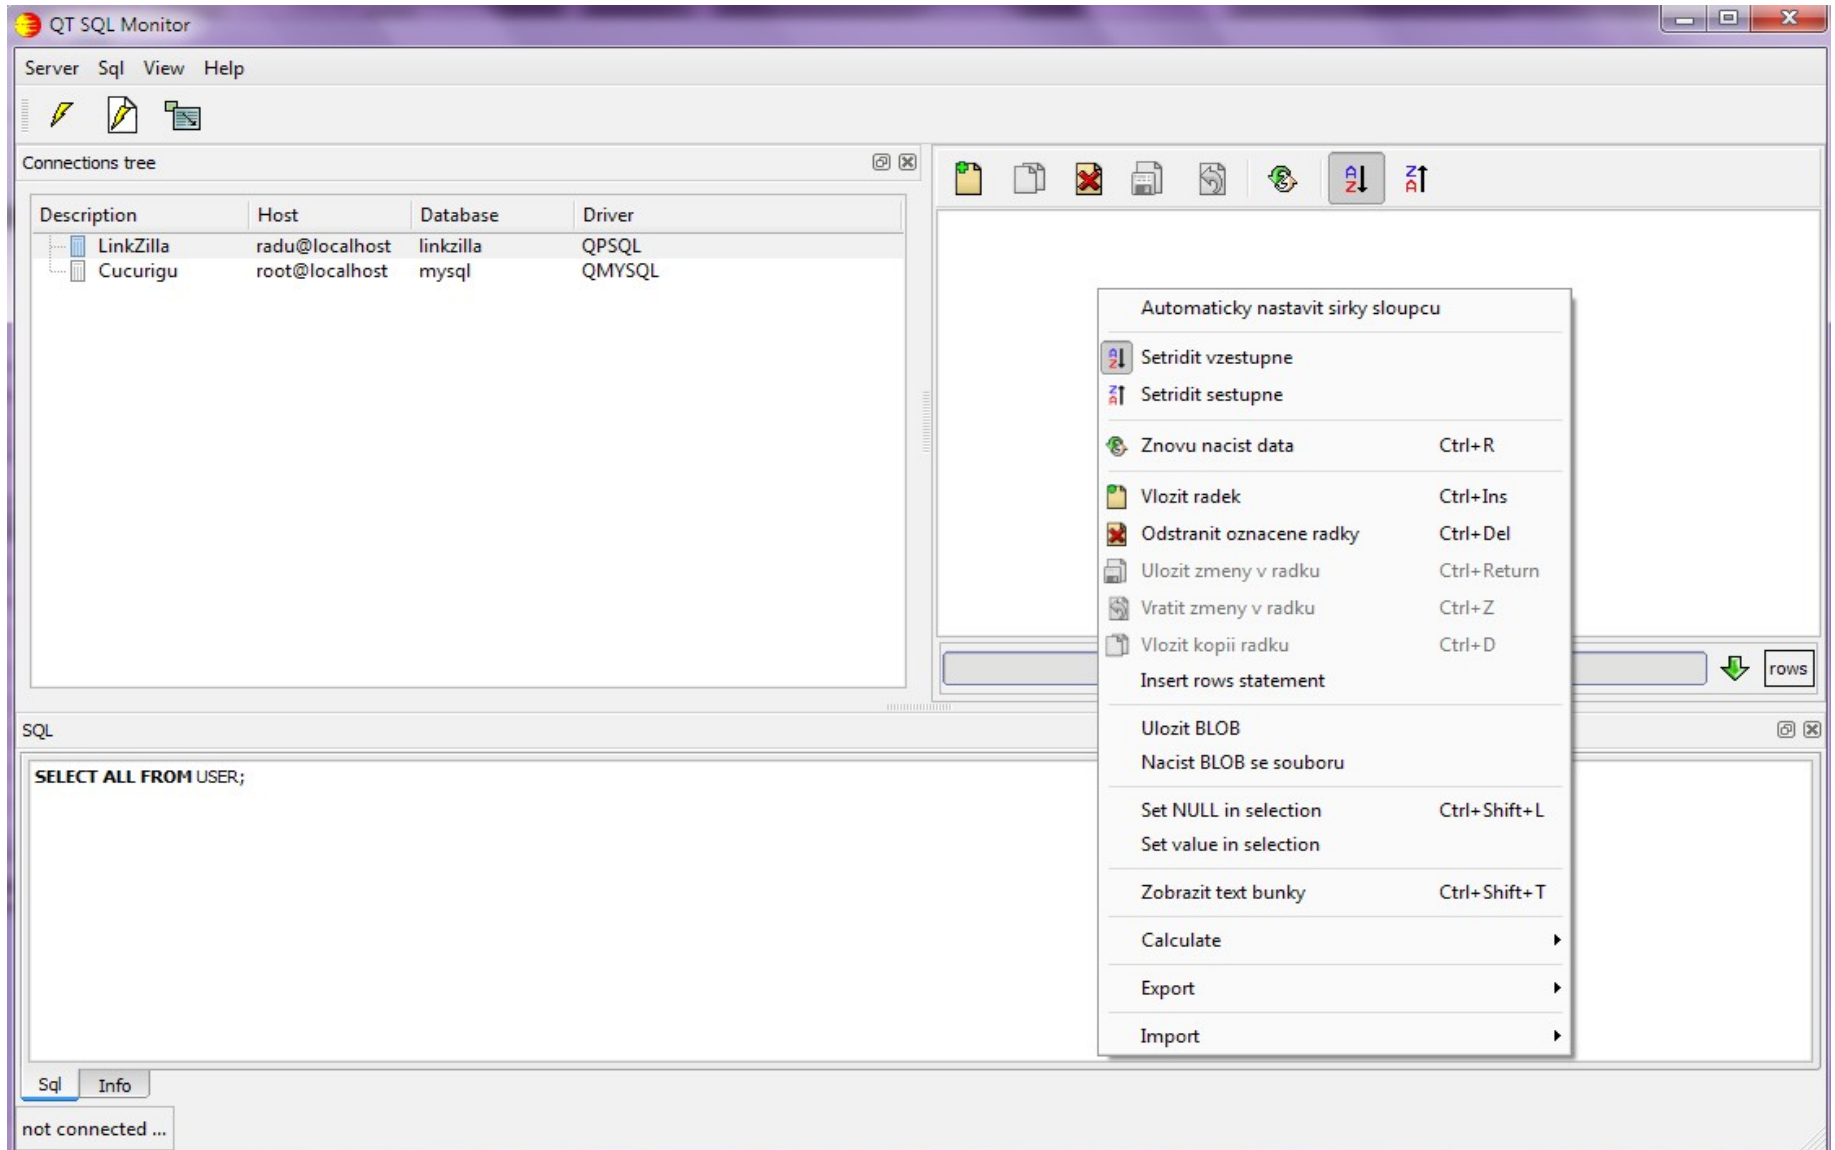 QT SQL Monitor
Server Sql View Help
Connections tree
Description Host Database Driver
LinkZilla radu@localhost linkzilla QPSQL
Cucurigu root@localhost mysql QMYSQL
Automaticky nastavit sirky sloupcu
Setridit vzestupne
Setridit sestupne
Znovu nacist data Ctrl+R
Vlozit radek Ctrl+Ins
Odstranit oznacene radky Ctrl+Del
Ulozit zmeny v radku Ctrl+Return
Vratit zmeny v radku Ctrl+Z
Vlozit kopii radku Ctrl+D
Insert rows statement
Ulozit BLOB
Nacist BLOB se souboru
Set NULL in selection Ctrl+Shift+L
Set value in selection
Zobrazit text bunky Ctrl+Shift+T
Calculate
Export
Import
rows
SQL
SELECT ALL FROM USER;
Sql Info
not connected ...